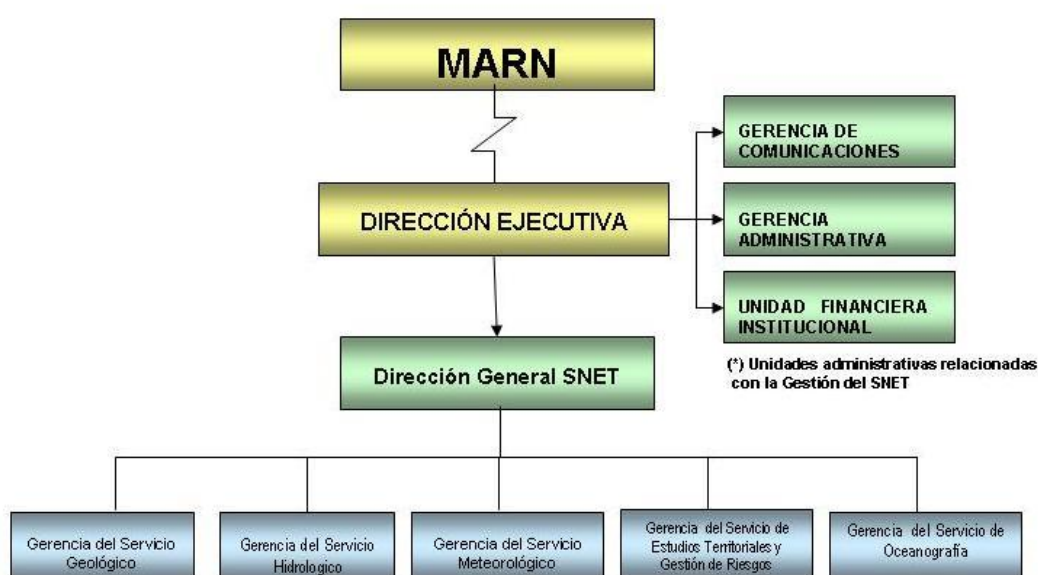 MARN
GERENCIA DE
COMUNICACIONES
DIRECCIÓN EJECUTIVA
GERENCIA
ADMINISTRATIVA
UNIDAD FINANCIERA
INSTITUCIONAL
(*) Unidades administrativas relacionadas
con la Gestión del SNET
Dirección General SNET
Gerencia del Servicio
Geológico
Gerencia del Servicio
Hidrologico
Gerencia del Servicio
Meteorológico
Gerencia del Servicio de
Estudios Territoriales y
Gestión de Riesgos
Gerencia del Servicio de
Oceanografía